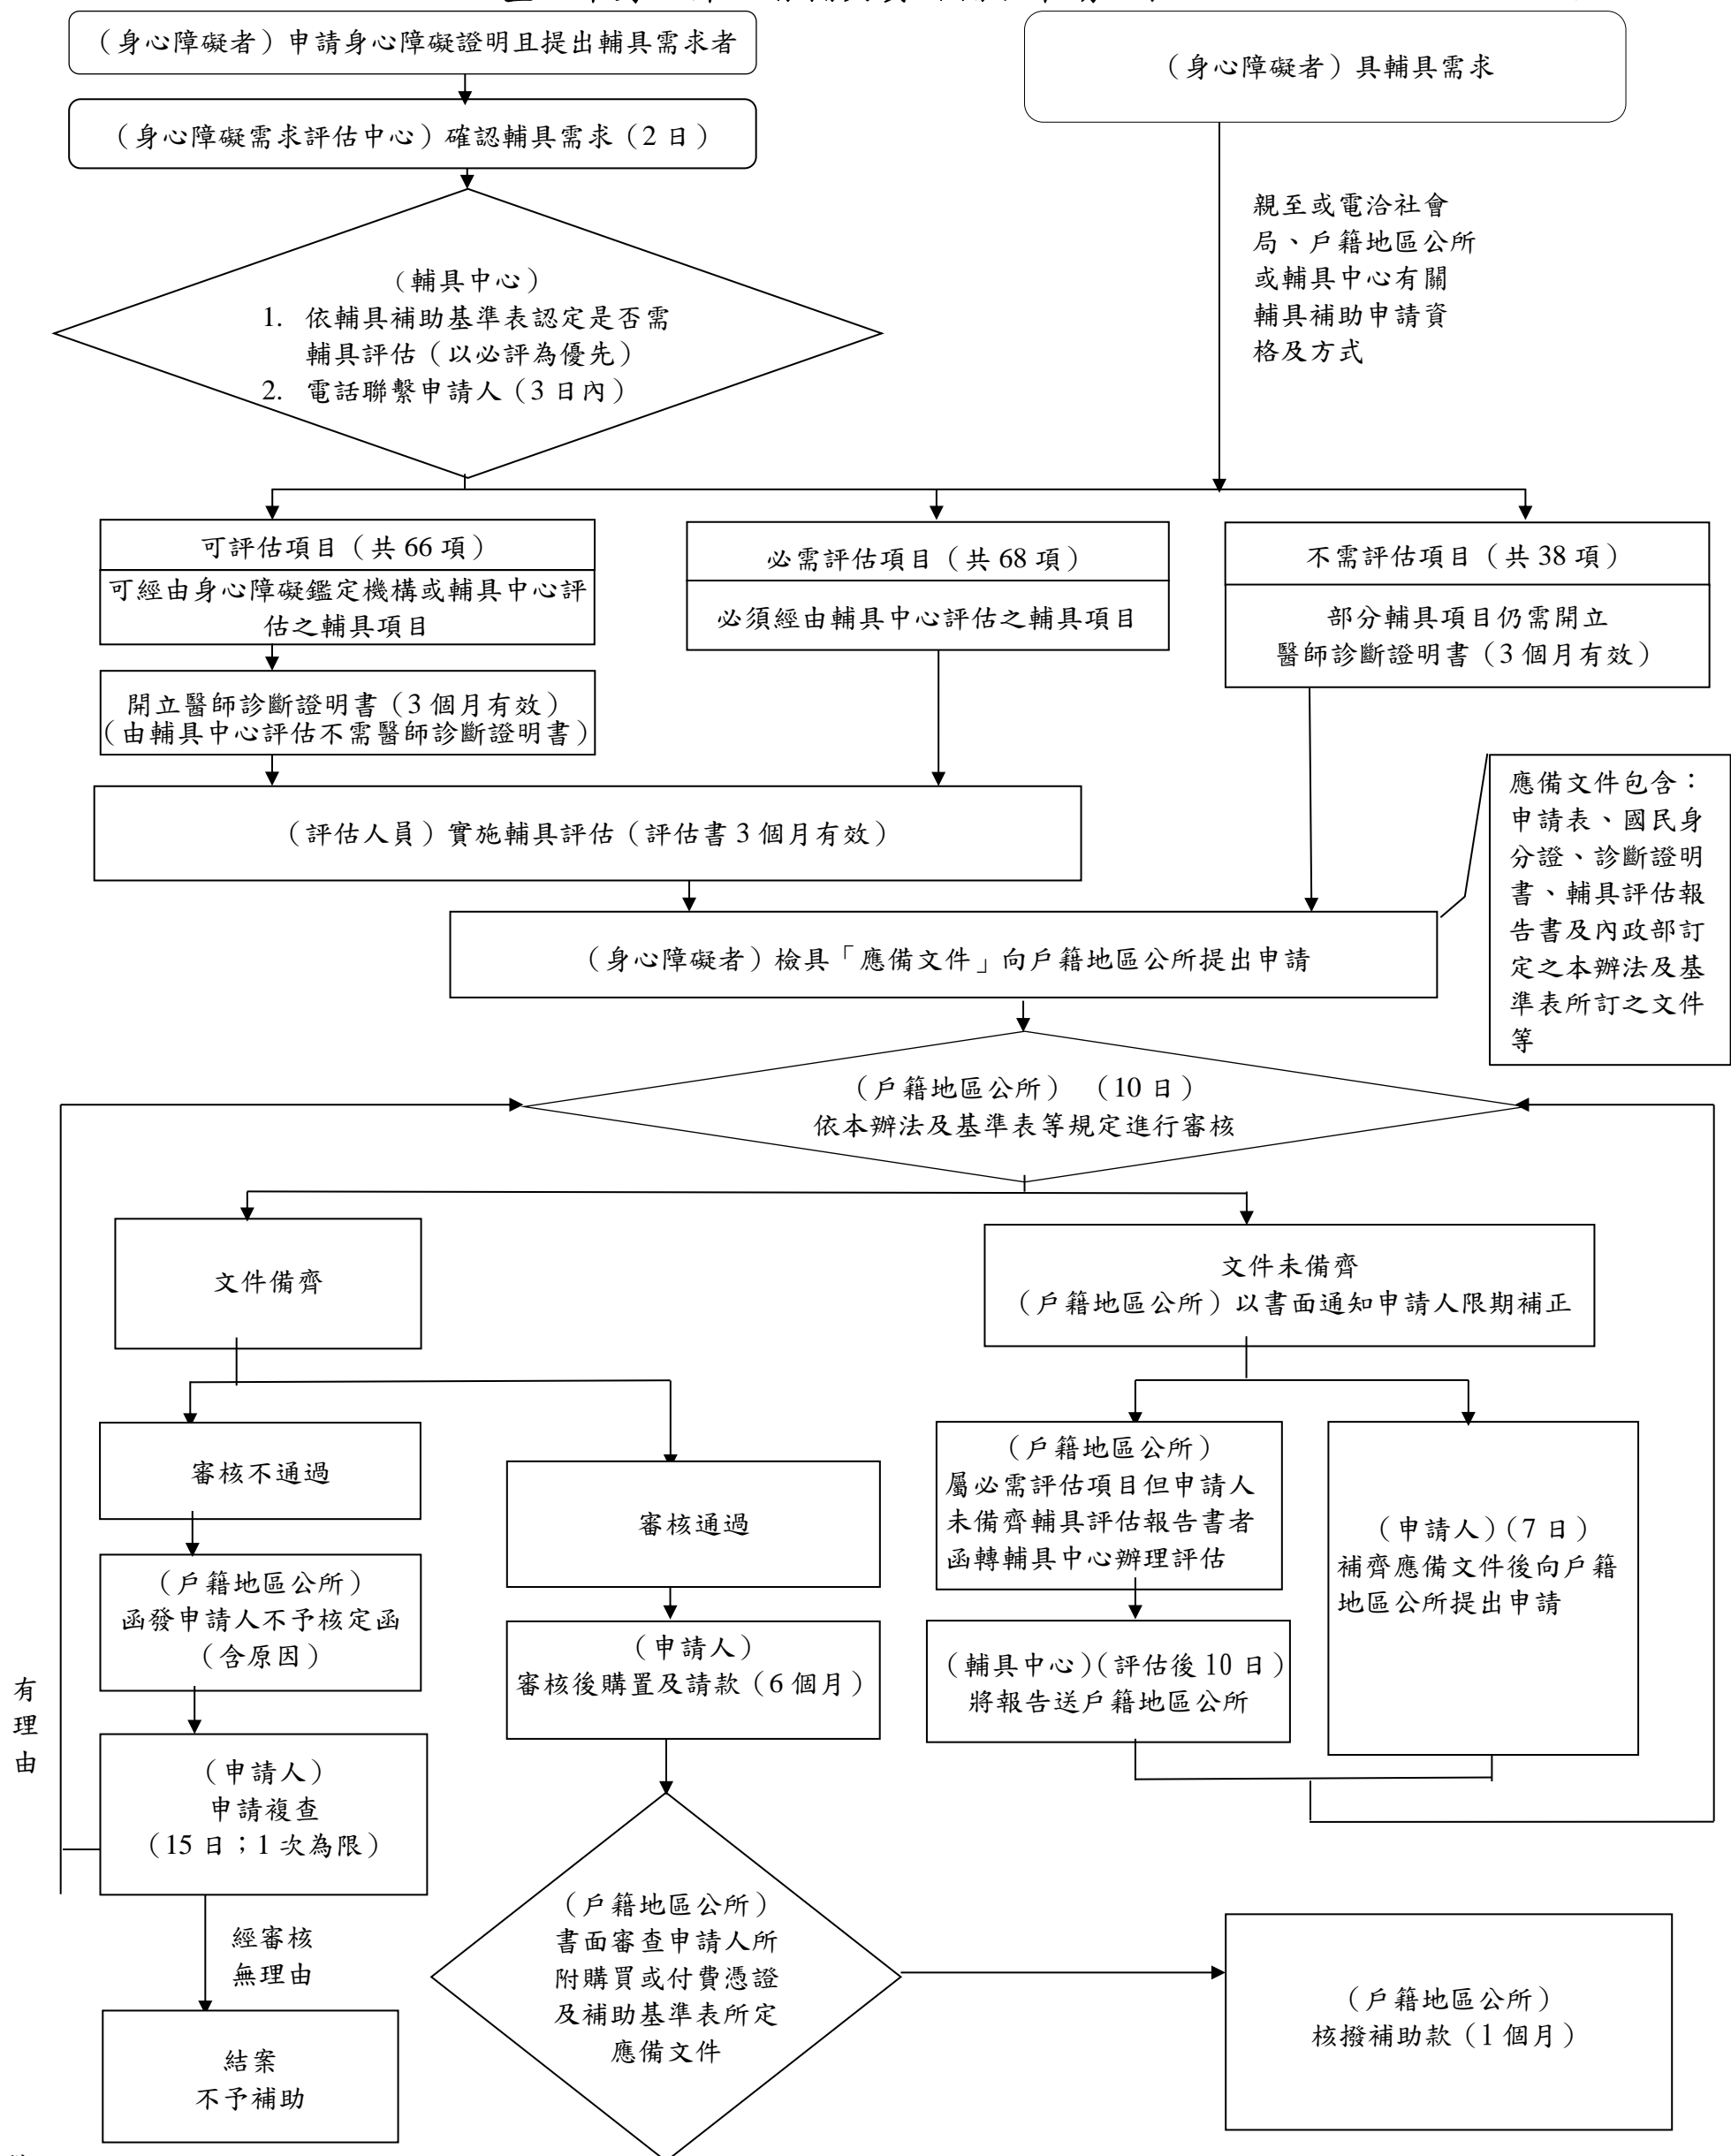 （身心障礙者）申請身心障礙證明且提出輔具需求者
（身心障礙者）具輔具需求
（身心障礙需求評估中心）確認輔具需求（2 日）
親至或電洽社會
局、戶籍地區公所
或輔具中心有關
輔具補助申請資
格及方式
（輔具中心）
1. 依輔具補助基準表認定是否需
輔具評估（以必評為優先）
2. 電話聯繫申請人（3 日內）
可評估項目（共 66 項）
可經由身心障礙鑑定機構或輔具中心評
估之輔具項目
必需評估項目（共 68 項）
必須經由輔具中心評估之輔具項目
不需評估項目（共 38 項）
部分輔具項目仍需開立
醫師診斷證明書（3 個月有效）
開立醫師診斷證明書（3 個月有效）
（由輔具中心評估不需醫師診斷證明書）
（評估人員）實施輔具評估（評估書 3 個月有效）
應備文件包含：
申請表、國民身
分證、診斷證明
書、輔具評估報
告書及內政部訂
定之本辦法及基
準表所訂之文件
等
（身心障礙者）檢具「應備文件」向戶籍地區公所提出申請
（戶籍地區公所）（10 日）
依本辦法及基準表等規定進行審核
文件備齊
文件未備齊
（戶籍地區公所）以書面通知申請人限期補正
審核不通過
審核通過
（戶籍地區公所）
屬必需評估項目但申請人
未備齊輔具評估報告書者
函轉輔具中心辦理評估
（申請人）（7 日）
補齊應備文件後向戶籍
地區公所提出申請
（戶籍地區公所）
函發申請人不予核定函
（含原因）
（申請人）
審核後購置及請款（6 個月）
（輔具中心）（評估後 10 日）
將報告送戶籍地區公所
有
理
由
（申請人）
申請複查
（15 日；1 次為限）
經審核
無理由
（戶籍地區公所）
書面審查申請人所
附購買或付費憑證
及補助基準表所定
應備文件
（戶籍地區公所）
核撥補助款（1 個月）
結案
不予補助